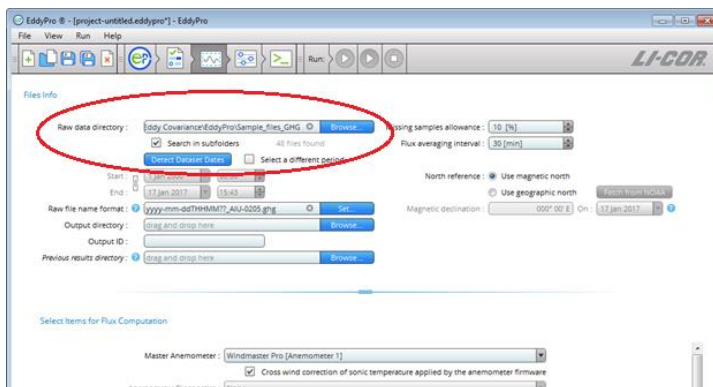 EddyPro ® - [project-untitled.eddypro*] - EddyPro
File View Run Help
ep
Run:
LI-COR
Files Info
Raw data directory : Eddy Covariance\EddyPro\Sample_files_GHG Browse...
Search in subfolders 48 files found
Detect Dataset Dates Select a different period
Start :
End : 17 Jan 2017 15:43
Raw file name format : yyyy-mm-ddTHHMM??_AIU-0205.ghg Set...
Output directory : drag and drop here Browse...
Output ID :
Previous results directory : drag and drop here Browse...
Missing samples allowance : 10 [%]
Flux averaging interval : 30 [min]
North reference : Use magnetic north
Use geographic north Fetch from NOAA
Magnetic declination : 000° 00' E On : 17 Jan 2017
Select Items for Flux Computation
Master Anemometer : Windmaster Pro [Anemometer 1]
Cross wind correction of sonic temperature applied by the anemometer firmware